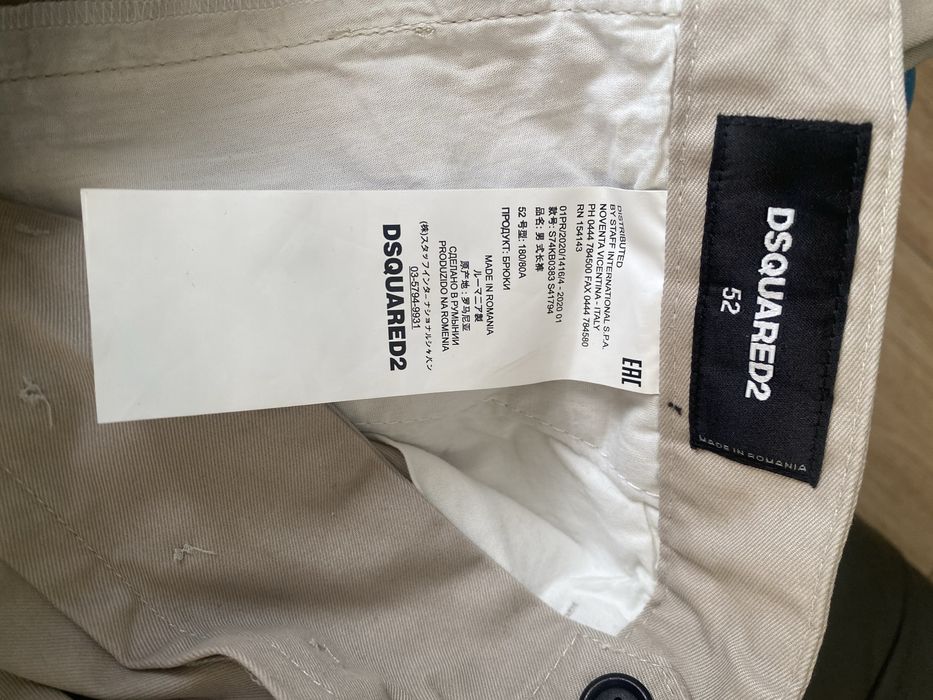 DSQUARED2
52
MADE IN ROMANIA
DISTRIBUTED
BY STAFF INTERNATIONAL S.P.A.
NOVENTA VICENTINA - ITALY
PH 0444 784500 FAX 0444 784580
RN 154143
EAC
01PR/2020/1416/4 - 2020 01
款号: S74KB0383 S41794
品名: 男 式长裤
52 号型: 180/80A
ПРОДУКТ: БРЮКИ
MADE IN ROMANIA
ルーマニア製
原产地 : 罗马尼亚
СДЕЛАНО В РУМЫНИИ
PRODUZIDO NA ROMENIA
(株)スタッフインターナショナルジャパン
03-5794-9931
DSQUARED2